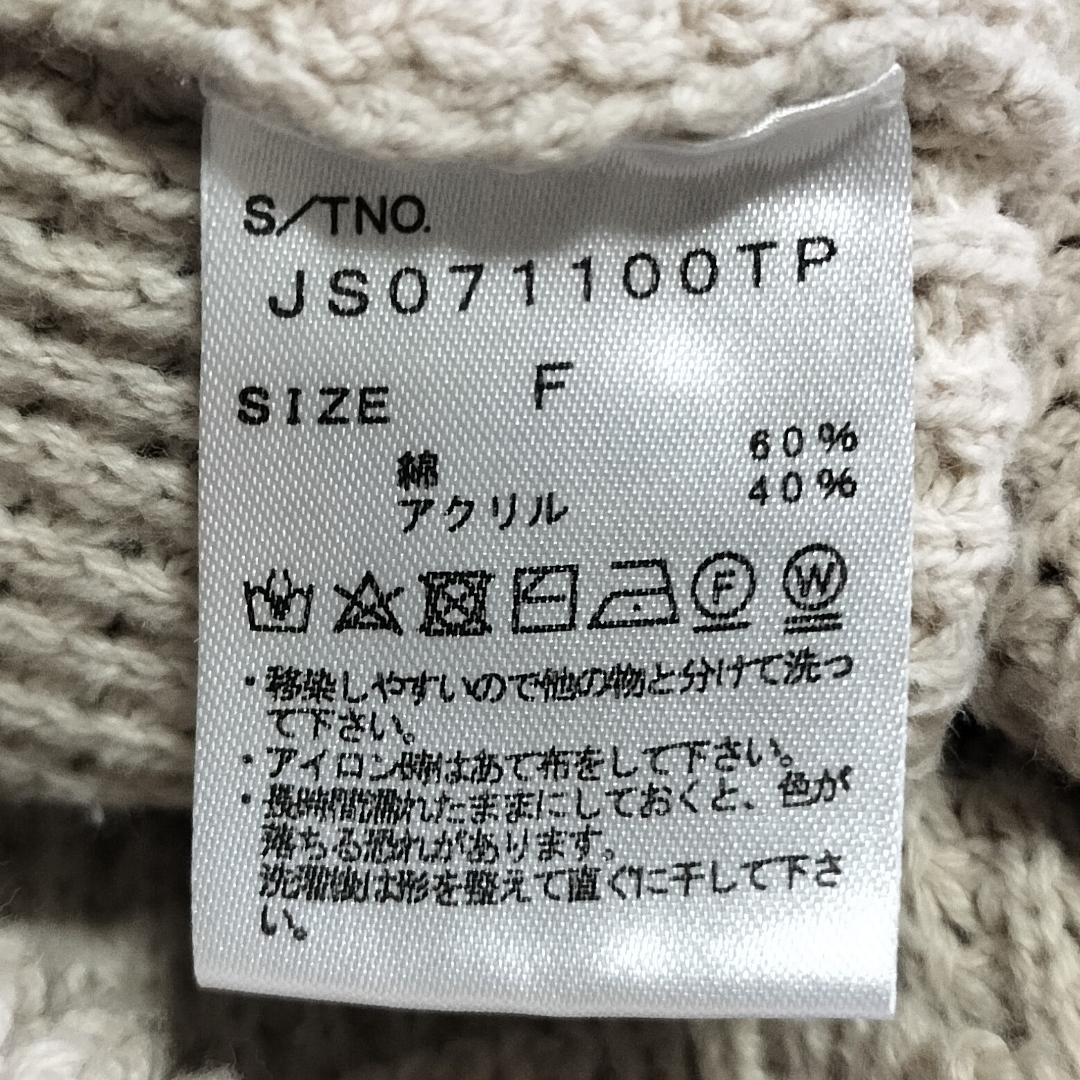 S/TNO.
JS071100TP
SIZE F
綿 60%
アクリル 40%
F W
・移染しやすいので他の物と分けて洗っ
て下さい。
・アイロン時はあて布をして下さい。
・長時間濡れたままにしておくと、色が
落ちる恐れがあります。
洗濯後は形を整えて直ぐに干して下さ
い。